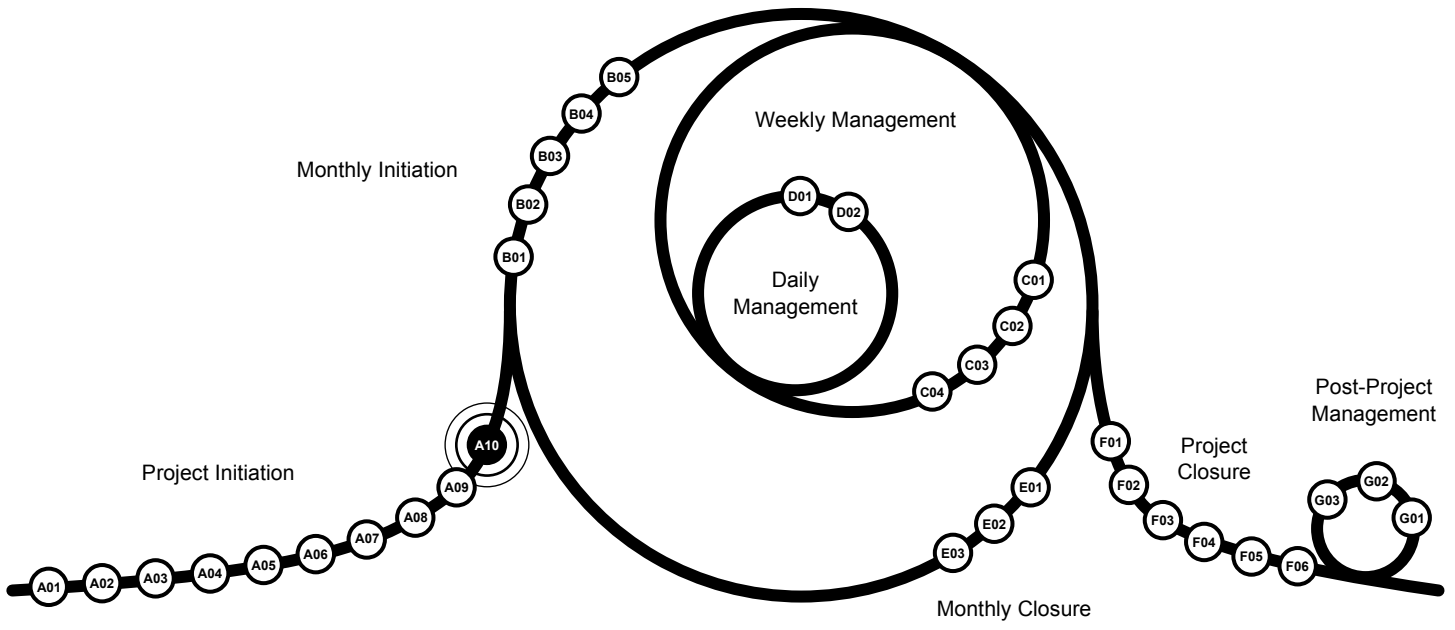 Monthly Initiation
B05
B04
B03
B02
B01
Weekly Management
D01
D02
Daily
Management
C01
C02
C03
C04
Project Initiation
A01
A02
A03
A04
A05
A06
A07
A08
A09
A10
E01
E02
E03
Monthly Closure
Project
Closure
F01
F02
F03
F04
F05
F06
Post-Project
Management
G03
G02
G01